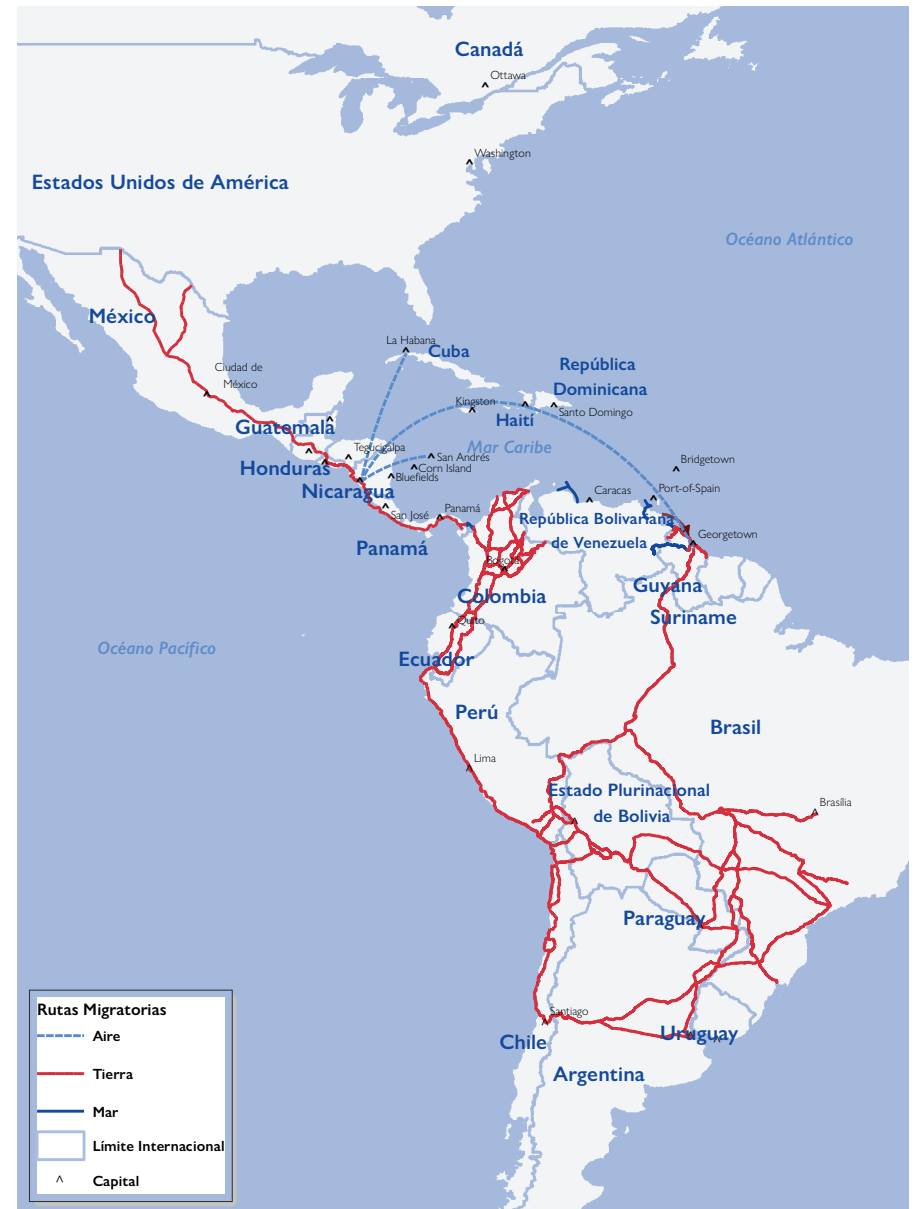 Canadá
Ottawa
Washington
Estados Unidos de América
Océano Atlántico
México
La Habana
Cuba
República
Dominicana
Ciudad de
México
Kingston
Haití
Santo Domingo
Guatemala
Mar Caribe
Tegucigalpa
San Andrés
Bridgetown
Honduras
Corn Island
Bluefields
Nicaragua
Caracas
Port-of-Spain
San José
Panamá
República Bolivariana
de Venezuela
Georgetown
Panamá
Bogotá
Guyana
Colombia
Suriname
Quito
Océano Pacífico
Ecuador
Perú
Brasil
Lima
Estado Plurinacional
de Bolivia
Brasília
Paraguay
Santiago
Chile
Uruguay
Argentina
Rutas Migratorias
Aire
Tierra
Mar
Límite Internacional
Capital